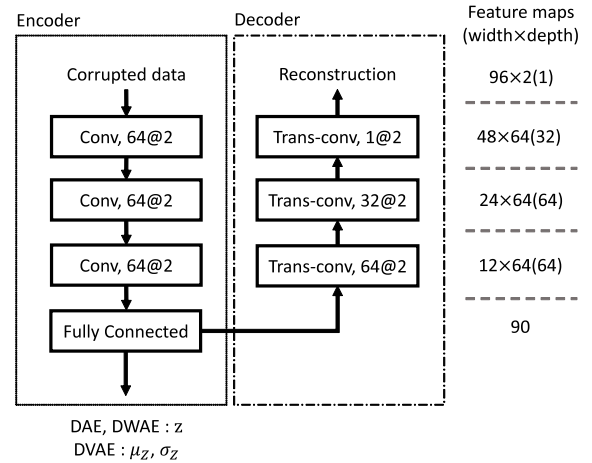 Encoder
Decoder
Feature maps
(width×depth)
Corrupted data
Reconstruction
96×2(1)
Conv, 64@2
Trans-conv, 1@2
48×64(32)
Conv, 64@2
Trans-conv, 32@2
24×64(64)
Conv, 64@2
Trans-conv, 64@2
12×64(64)
Fully Connected
90
DAE, DWAE : z
DVAE : μ_Z, σ_Z